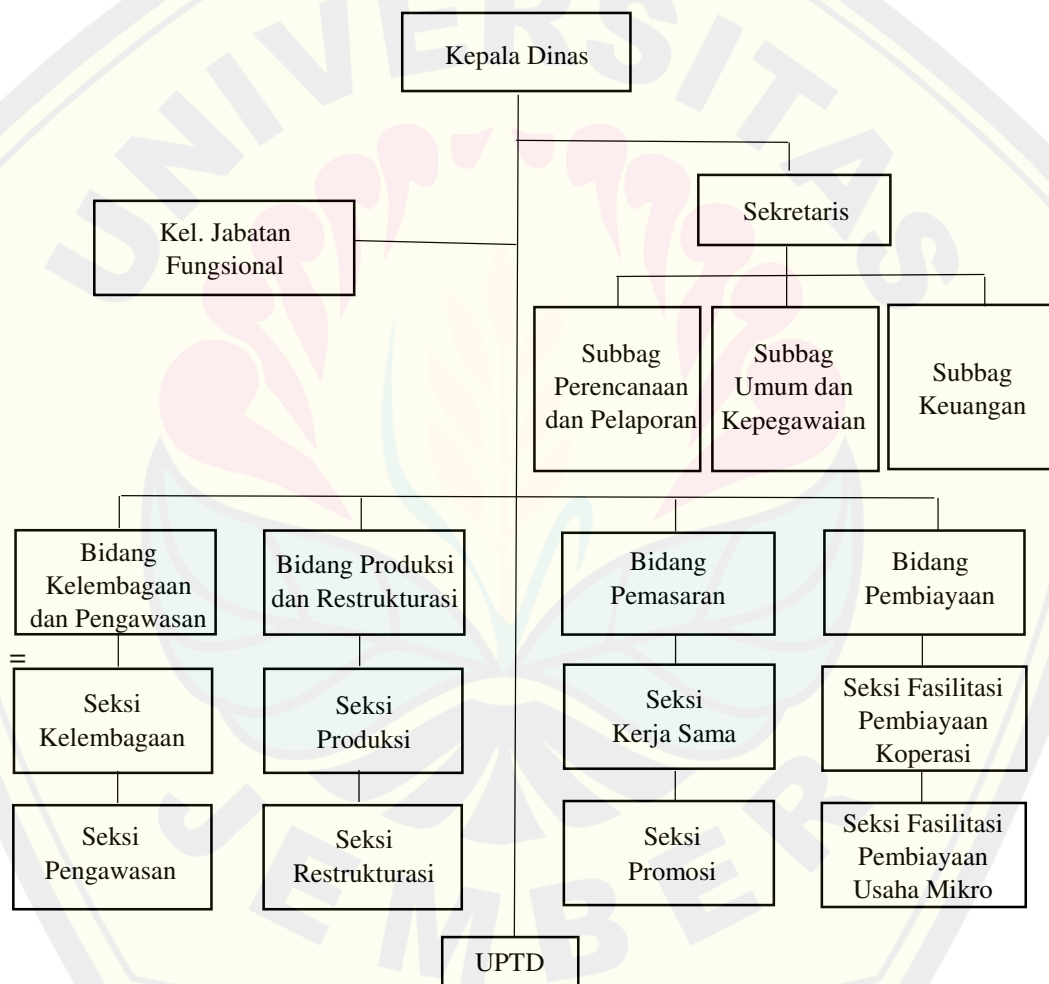 UNIVERSITAS
Kepala Dinas
Sekretaris
Kel. Jabatan
Fungsional
Subbag
Perencanaan
dan Pelaporan
Subbag
Umum dan
Kepegawaian
Subbag
Keuangan
Bidang
Kelembagaan
dan Pengawasan
Bidang Produksi
dan Restrukturasi
Bidang
Pemasaran
Bidang
Pembiayaan
=
Seksi
Kelembagaan
Seksi
Produksi
Seksi
Kerja Sama
Seksi Fasilitasi
Pembiayaan
Koperasi
Seksi
Pengawasan
Seksi
Restrukturasi
Seksi
Promosi
Seksi Fasilitasi
Pembiayaan
Usaha Mikro
JEMBER
UPTD